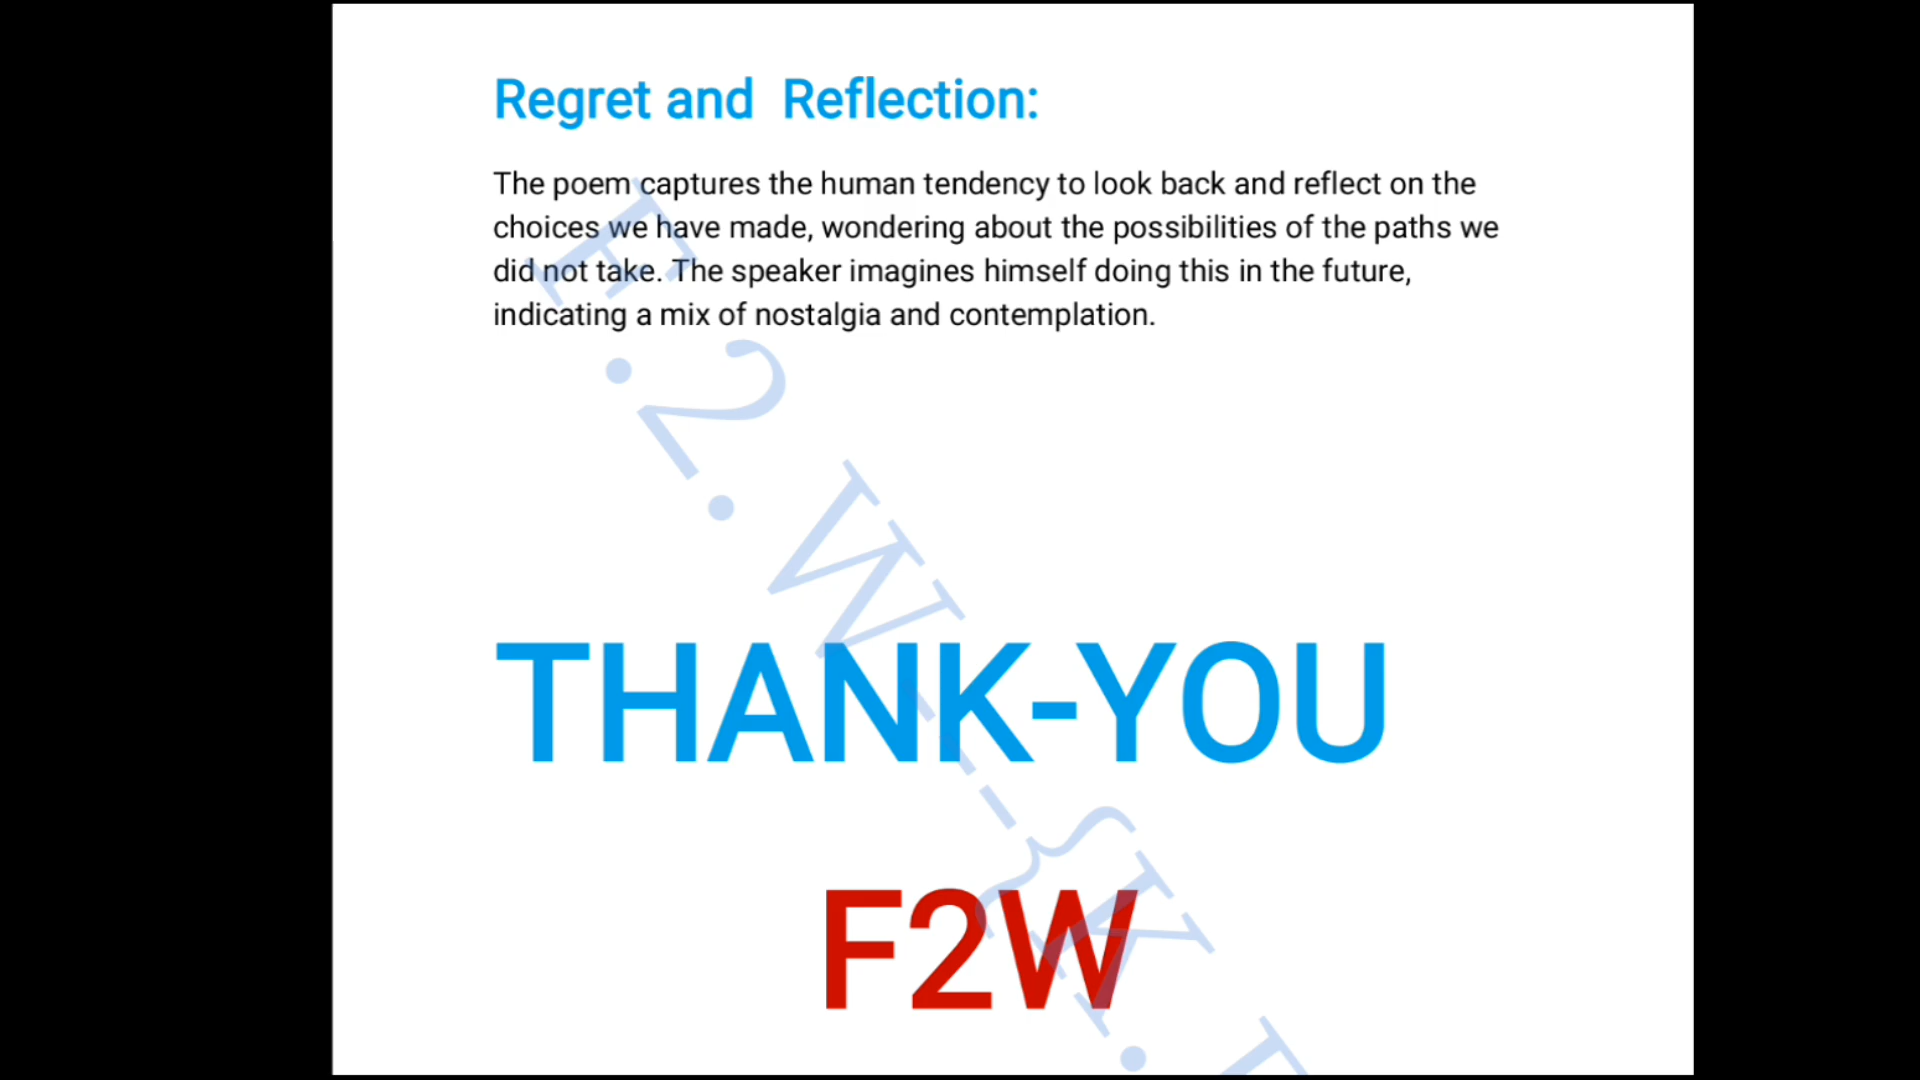 Regret and Reflection:
The poem captures the human tendency to look back and reflect on the
choices we have made, wondering about the possibilities of the paths we
did not take. The speaker imagines himself doing this in the future,
indicating a mix of nostalgia and contemplation.
THANK-YOU
F2W
F.2.W---{K.